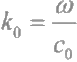 k₀ = ω / c₀